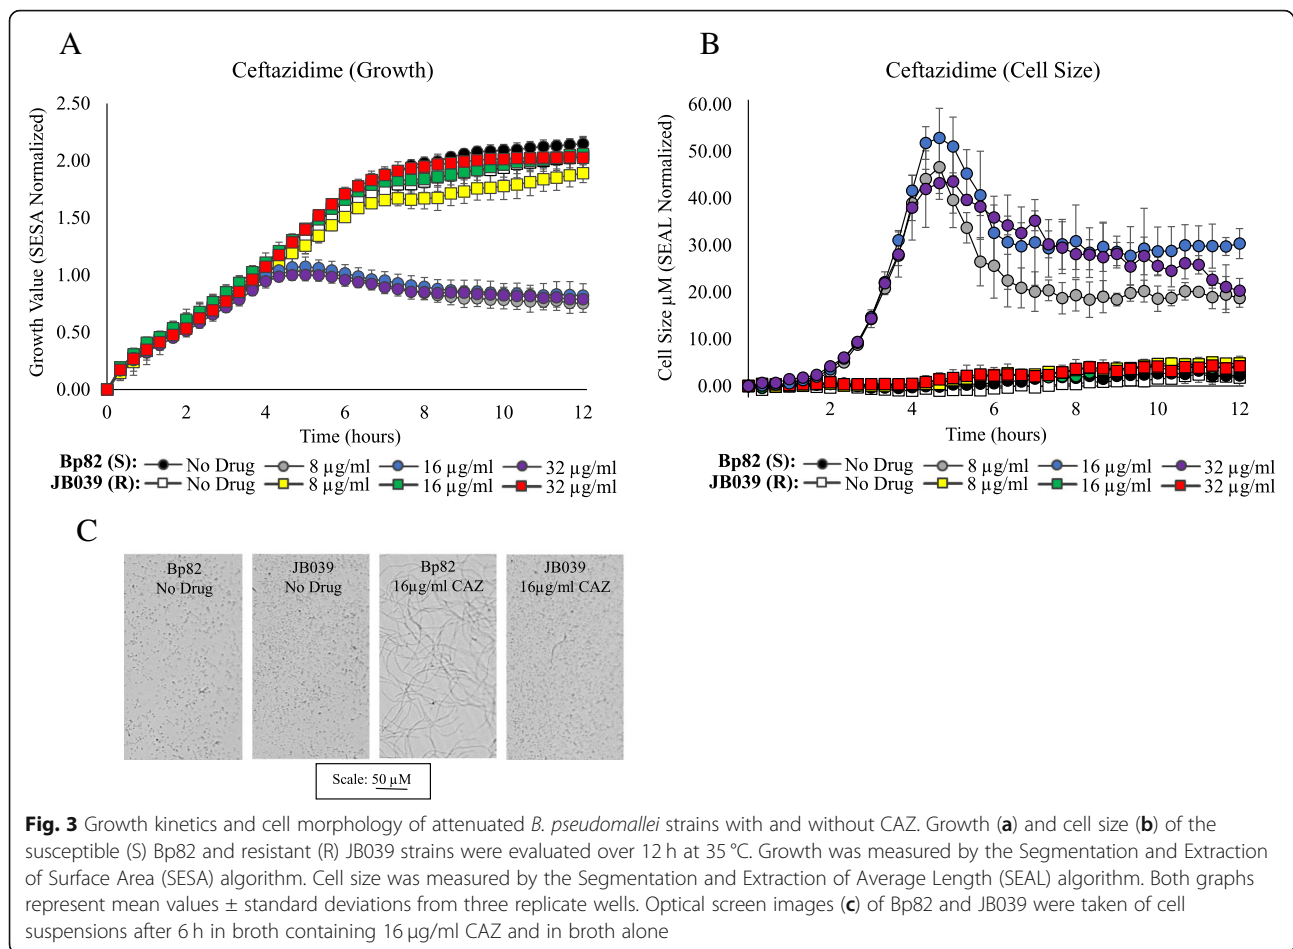 A
Ceftazidime (Growth)
Growth Value (SESA Normalized)
2.50
2.00
1.50
1.00
0.50
0.00
0 2 4 6 8 10 12
Time (hours)
Bp82 (S): No Drug 8 µg/ml 16 µg/ml 32 µg/ml
JB039 (R): No Drug 8 µg/ml 16 µg/ml 32 µg/ml
B
Ceftazidime (Cell Size)
Cell Size µM (SEAL Normalized)
60.00
50.00
40.00
30.00
20.00
10.00
0.00
2 4 6 8 10 12
Time (hours)
Bp82 (S): No Drug 8 µg/ml 16 µg/ml 32 µg/ml
JB039 (R): No Drug 8 µg/ml 16 µg/ml 32 µg/ml
C
Bp82
No Drug
JB039
No Drug
Bp82
16µg/ml CAZ
JB039
16µg/ml CAZ
Scale: 50 µM
Fig. 3 Growth kinetics and cell morphology of attenuated B. pseudomallei strains with and without CAZ. Growth (a) and cell size (b) of the
susceptible (S) Bp82 and resistant (R) JB039 strains were evaluated over 12 h at 35 °C. Growth was measured by the Segmentation and Extraction
of Surface Area (SESA) algorithm. Cell size was measured by the Segmentation and Extraction of Average Length (SEAL) algorithm. Both graphs
represent mean values ± standard deviations from three replicate wells. Optical screen images (c) of Bp82 and JB039 were taken of cell
suspensions after 6 h in broth containing 16 µg/ml CAZ and in broth alone